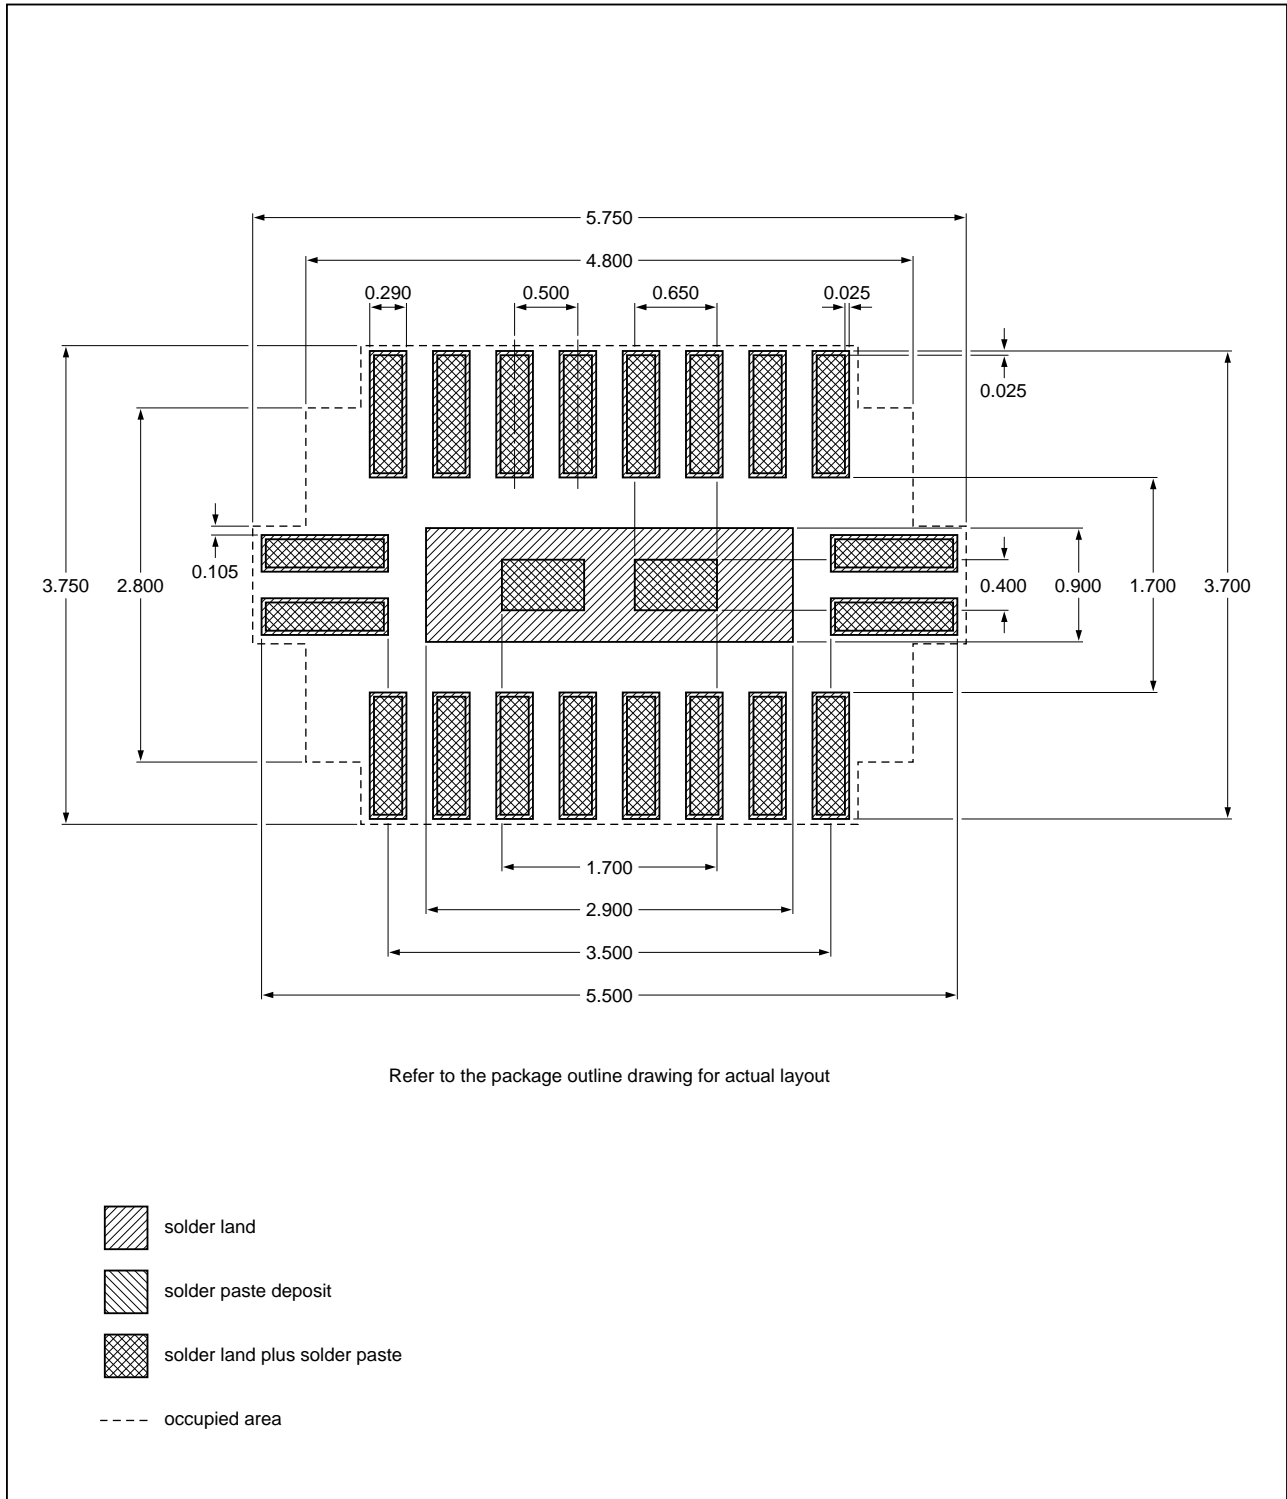 5.750
4.800
0.290 0.500 0.650 0.025
0.025
0.105
3.750 2.800 0.400 0.900 1.700 3.700
1.700
2.900
3.500
5.500
Refer to the package outline drawing for actual layout
solder land
solder paste deposit
solder land plus solder paste
occupied area